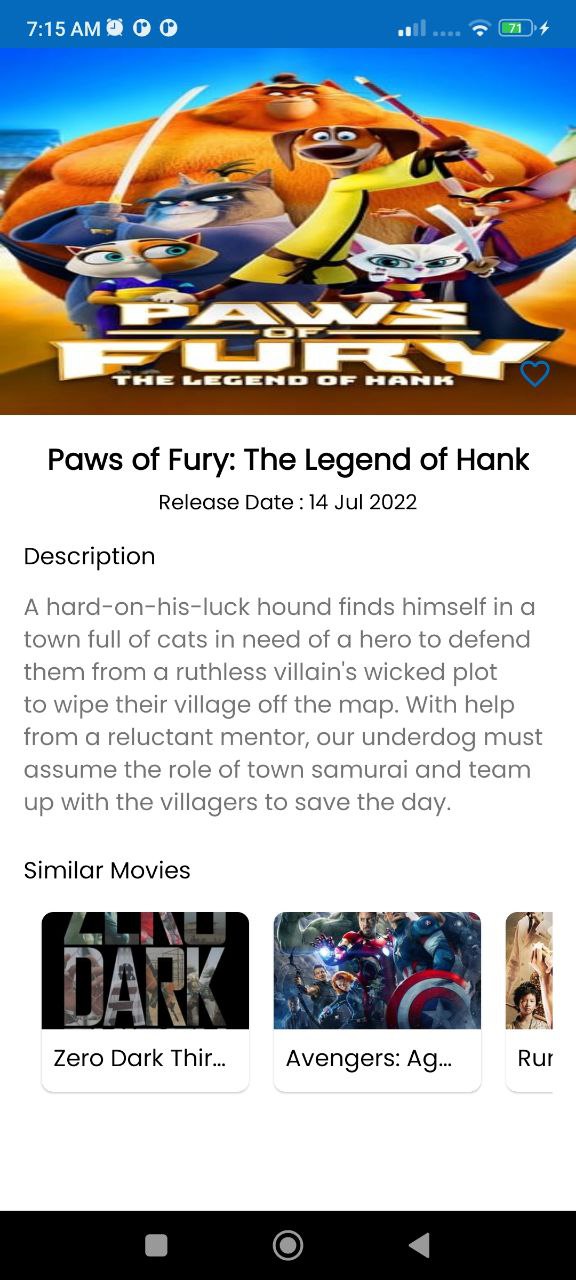 7:15 AM
71
PAWS
OF
FURY
THE LEGEND OF HANK
Paws of Fury: The Legend of Hank
Release Date : 14 Jul 2022
Description
A hard-on-his-luck hound finds himself in a
town full of cats in need of a hero to defend
them from a ruthless villain's wicked plot
to wipe their village off the map. With help
from a reluctant mentor, our underdog must
assume the role of town samurai and team
up with the villagers to save the day.
Similar Movies
ZERO
DARK
Zero Dark Thir...
Avengers: Ag...